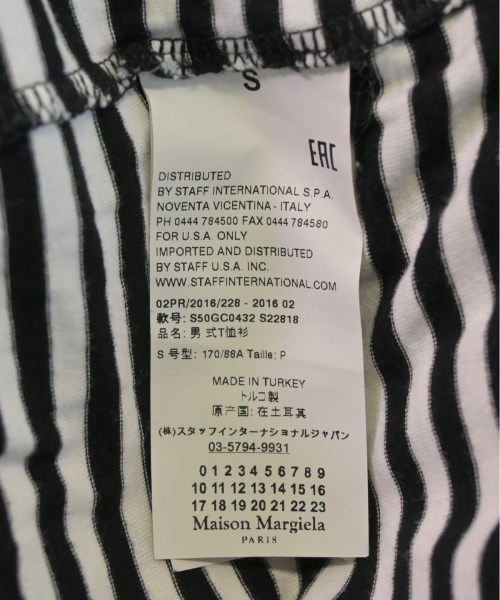 S
EAC
DISTRIBUTED
BY STAFF INTERNATIONAL S.P.A.
NOVENTA VICENTINA - ITALY
PH 0444 784500 FAX 0444 784580
FOR U.S.A. ONLY
IMPORTED AND DISTRIBUTED
BY STAFF U.S.A. INC.
WWW.STAFFINTERNATIONAL.COM
02PR/2016/228 - 2016 02
款号: S50GC0432 S22818
品名: 男 式T恤衫
S 号型: 170/88A Taille: P
MADE IN TURKEY
トルコ製
原产国: 在土耳其
(株)スタッフインターナショナルジャパン
03-5794-9931
0 1 2 3 4 5 6 7 8 9
10 11 12 13 14 15 16
17 18 19 20 21 22 23
Maison Margiela
PARIS